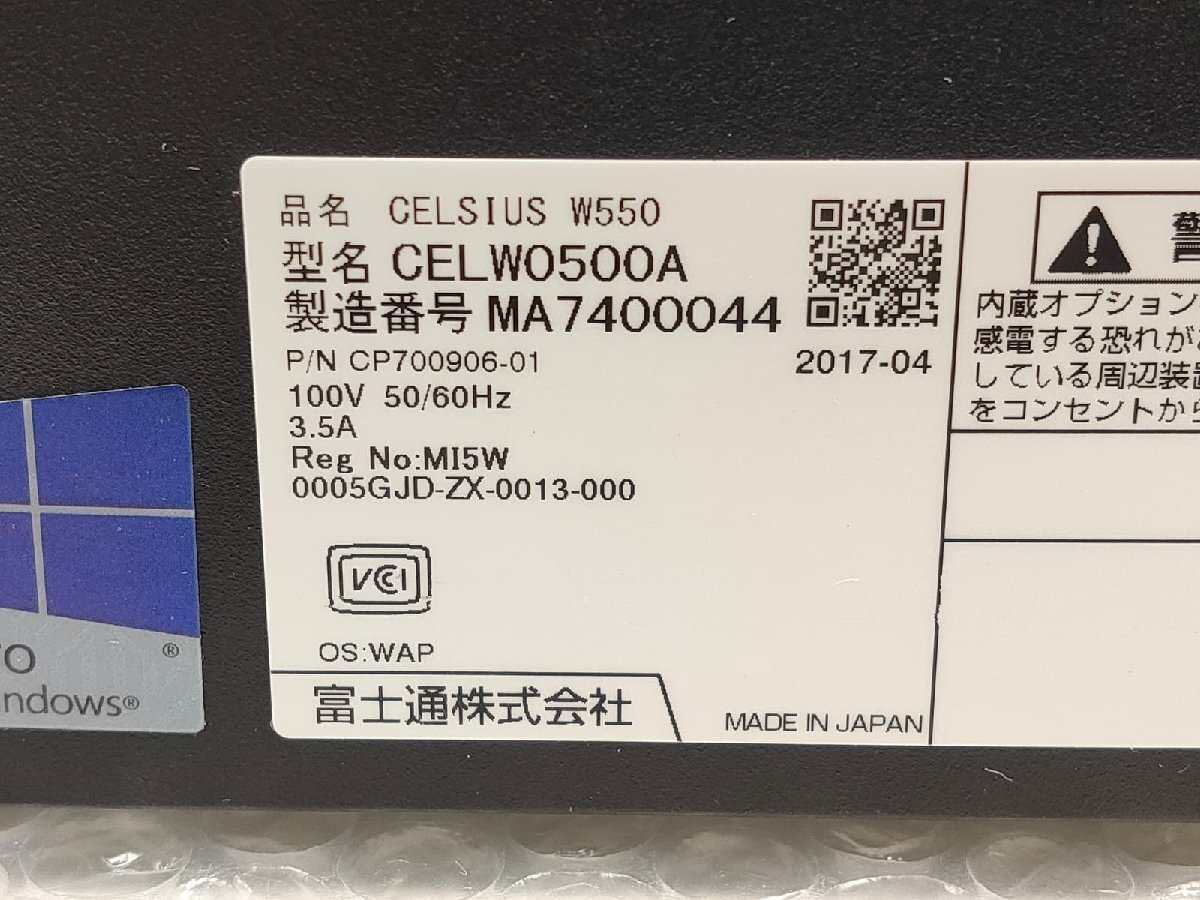 品名 CELSIUS W550
型名 CELW0500A
製造番号 MA7400044
P/N CP700906-01
2017-04
100V 50/60Hz
3.5A
Reg No:MI5W
0005GJD-ZX-0013-000
VCCI
OS:WAP
富士通株式会社
MADE IN JAPAN
警
内蔵オプション
感電する恐れが
している周辺装置
をコンセントから
ro ®
ndows®